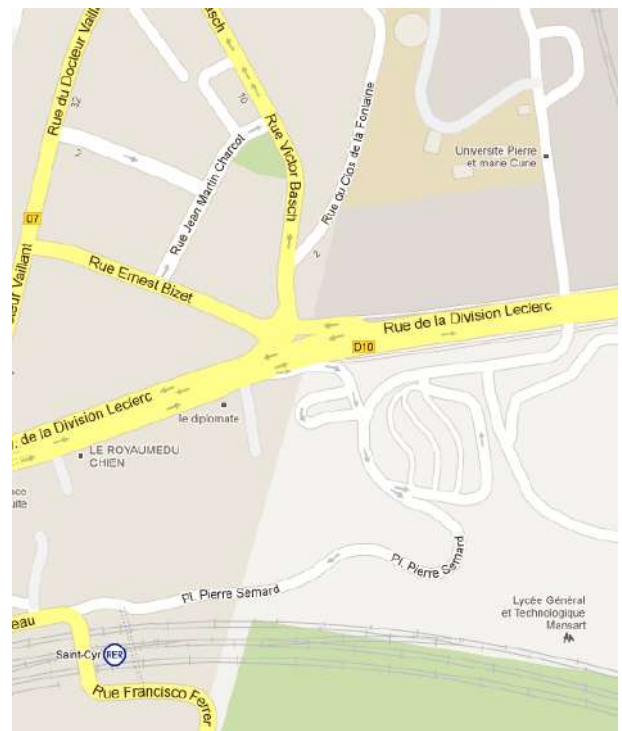 Basch
Rue du Docteur Vaillant
32
10
Rue Victor Basch
Rue du Clos de la Fontaine
2
Rue Jean Martin Charcot
Université Pierre
et marie Curie
D7
Rue Ernest Bizet
2
Vaillant
Rue de la Division Leclerc
D10
de la Division Leclerc
le diplomate
LE ROYAUMEDU
CHIEN
Pl. Pierre Semard
Pl. Pierre Semard
Lycée Général
et Technologique
Mansart
eau
Saint-Cyr
RER
Rue Francisco Ferrer